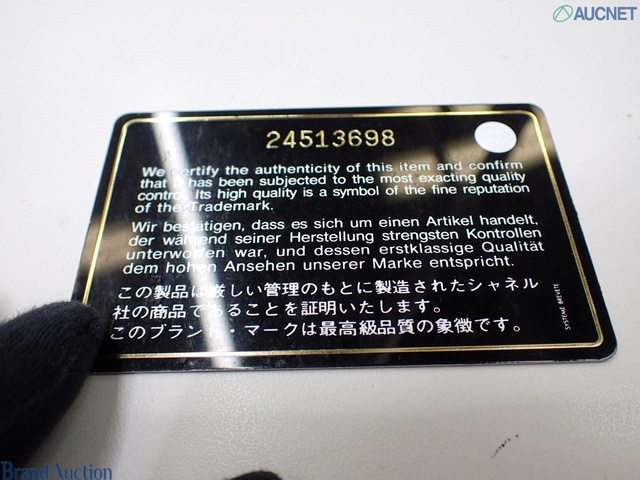 AUCNET
24513698
We certify the authenticity of this item and confirm
that it has been subjected to the most exacting quality
control. Its high quality is a symbol of the fine reputation
of the Trademark.
Wir bestätigen, dass es sich um einen Artikel handelt,
der während seiner Herstellung strengsten Kontrollen
unterworfen war, und dessen erstklassige Qualität
dem hohen Ansehen unserer Marke entspricht.
この製品は厳しい管理のもとに製造されたシャネル
社の商品であることを証明いたします。
このブランド・マークは最高級品質の象徴です。
SYSTEME BREVETE
Brand Auction